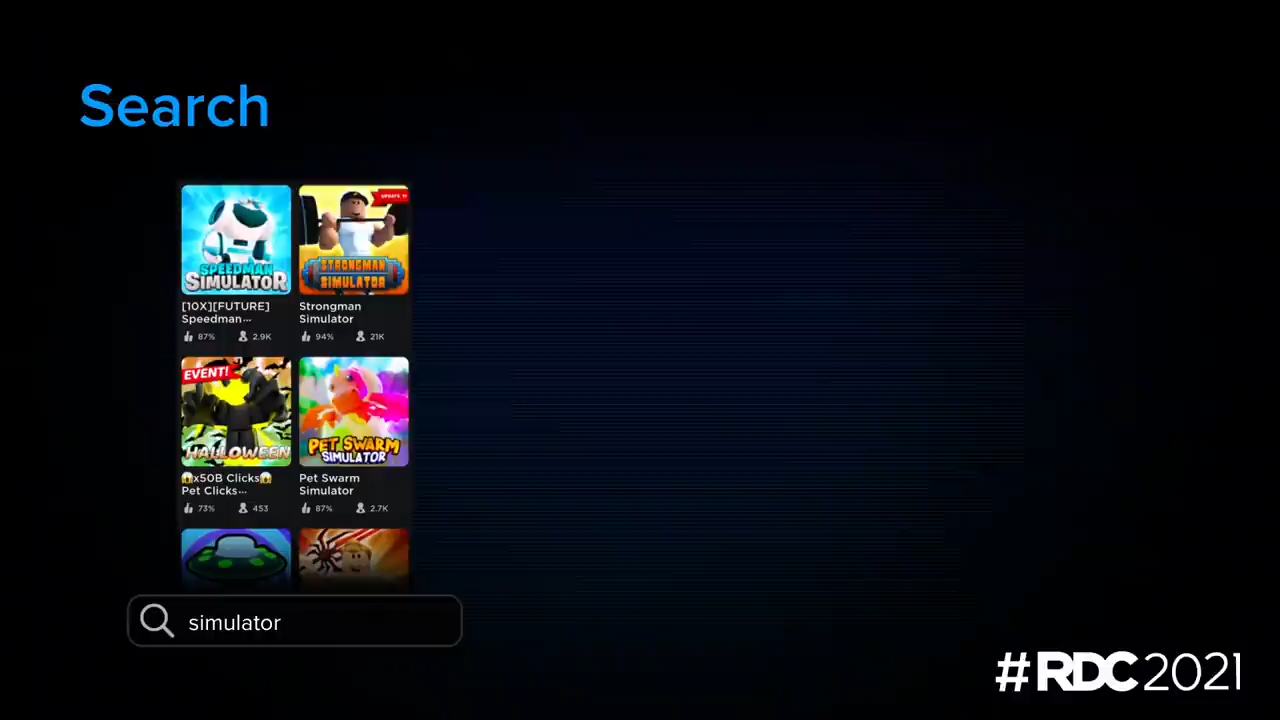 Search
SPEEDMAN
SIMULATOR
UPDATE
STRONGMAN
SIMULATOR
[10X][FUTURE]
Speedman...
Strongman
Simulator
87% 2.9K
94% 21K
EVENT!
HALLOWEEN
PET SWARM
SIMULATOR
😱x50B Clicks😱
Pet Clicks...
Pet Swarm
Simulator
73% 453
87% 2.7K
simulator
#RDC2021